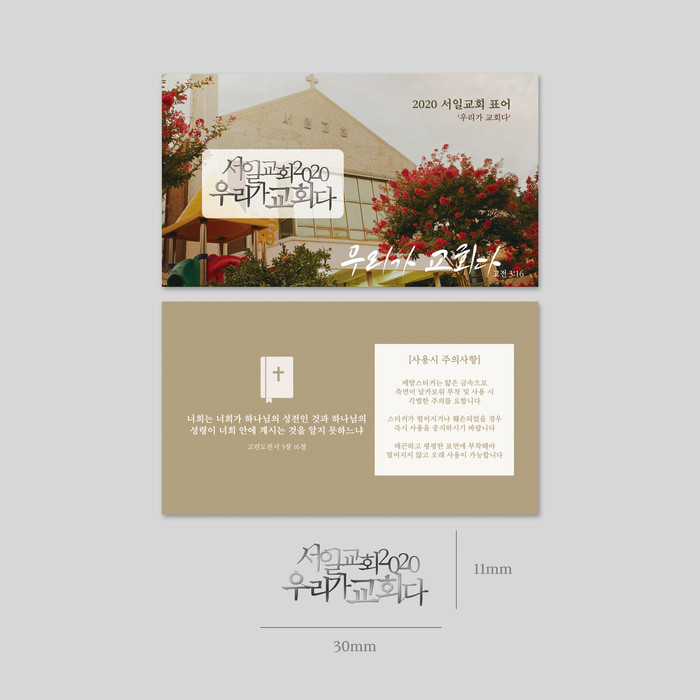 2020 서일교회 표어
'우리가 교회다'
서일교회
서일교회2020
우리가교회다
우리가 교회다
고전 3:16
너희는 너희가 하나님의 성전인 것과 하나님의
성령이 너희 안에 계시는 것을 알지 못하느냐
고린도전서 3장 16절
[사용시 주의사항]
메탈스티커는 얇은 금속으로
측면이 날카로워 부착 및 사용 시
각별한 주의를 요합니다
스티커가 떨어지거나 훼손되었을 경우
즉시 사용을 중지하시기 바랍니다
매끈하고 평평한 표면에 부착해야
떨어지지 않고 오래 사용이 가능합니다
서일교회2020
우리가교회다
11mm
30mm